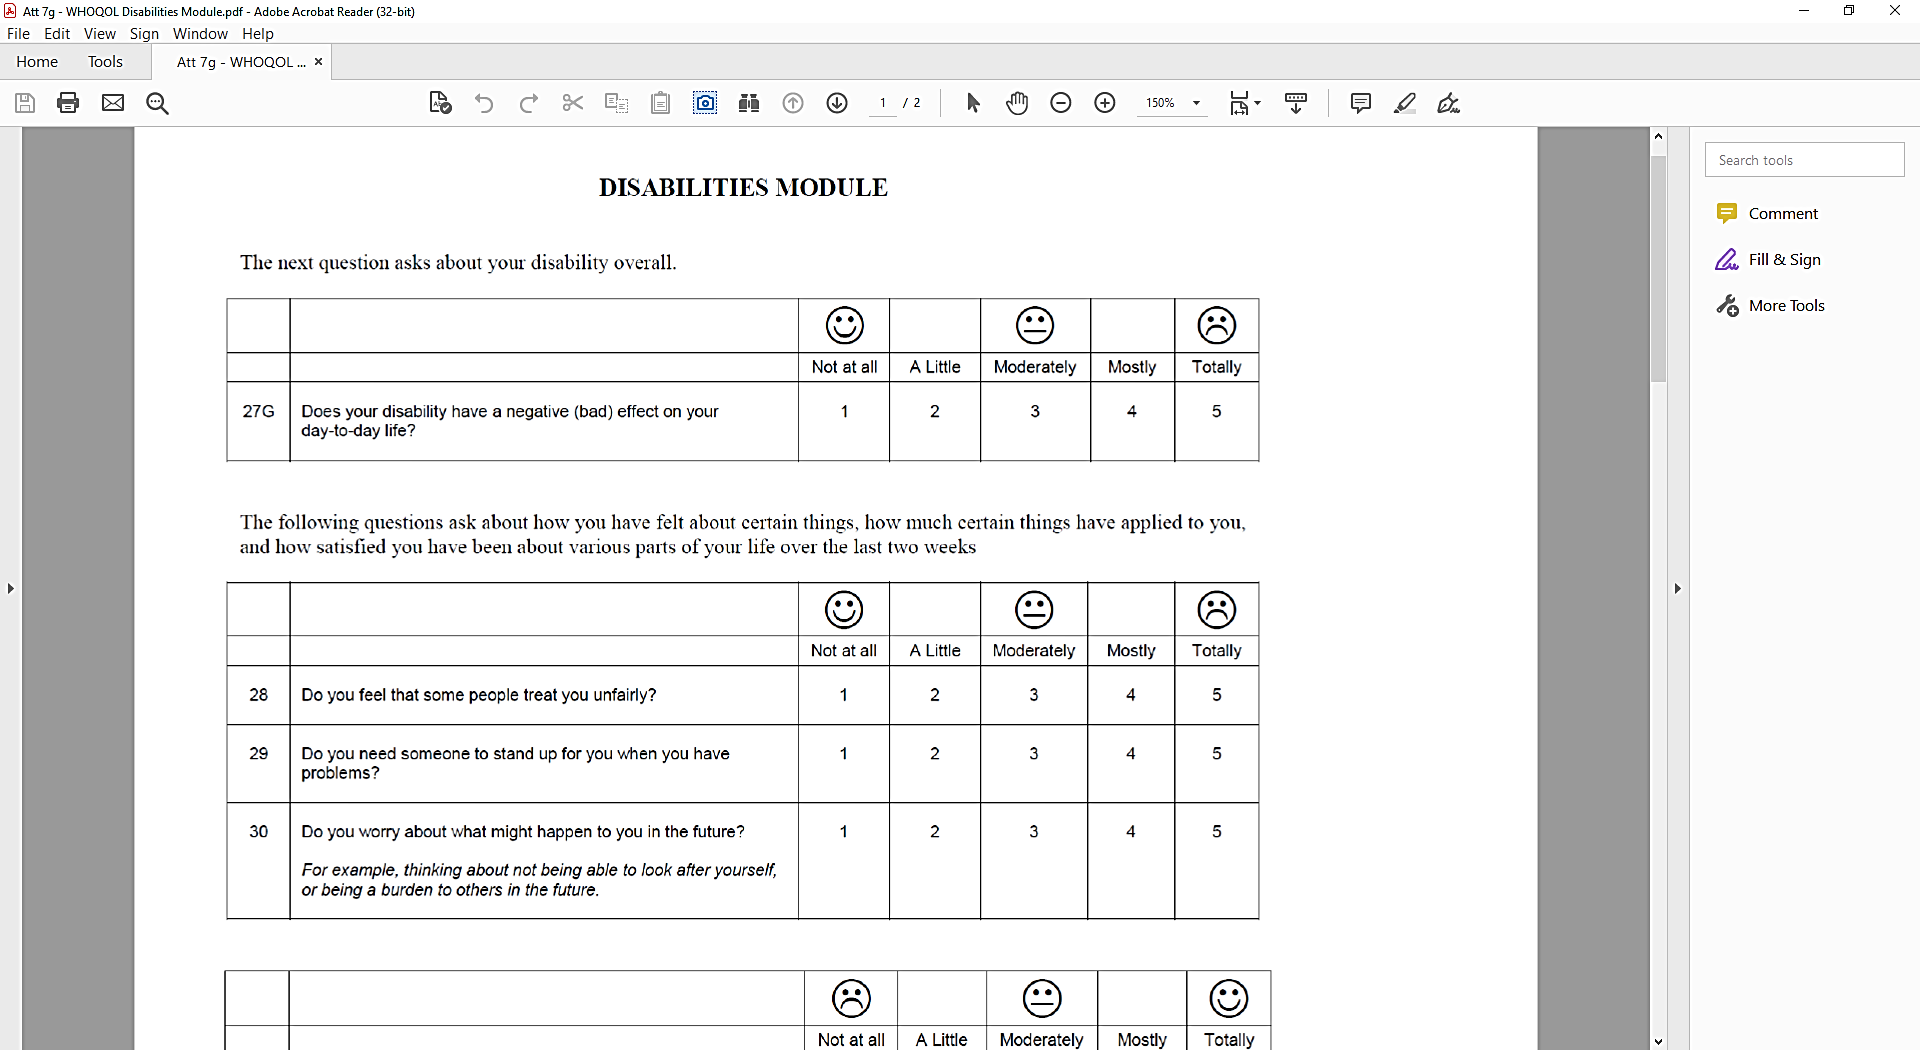 Att 7g - WHOQOL Disabilities Module.pdf - Adobe Acrobat Reader (32-bit)
File Edit View Sign Window Help
Home Tools Att 7g - WHOQOL ... ×
1 / 2 150%
Search tools
Comment
Fill & Sign
More Tools
DISABILITIES MODULE
The next question asks about your disability overall.
Not at all A Little Moderately Mostly Totally
27G Does your disability have a negative (bad) effect on your 1 2 3 4 5
day-to-day life?
The following questions ask about how you have felt about certain things, how much certain things have applied to you,
and how satisfied you have been about various parts of your life over the last two weeks
Not at all A Little Moderately Mostly Totally
28 Do you feel that some people treat you unfairly? 1 2 3 4 5
29 Do you need someone to stand up for you when you have 1 2 3 4 5
problems?
30 Do you worry about what might happen to you in the future? 1 2 3 4 5
For example, thinking about not being able to look after yourself,
or being a burden to others in the future.
Not at all A Little Moderately Mostly Totally